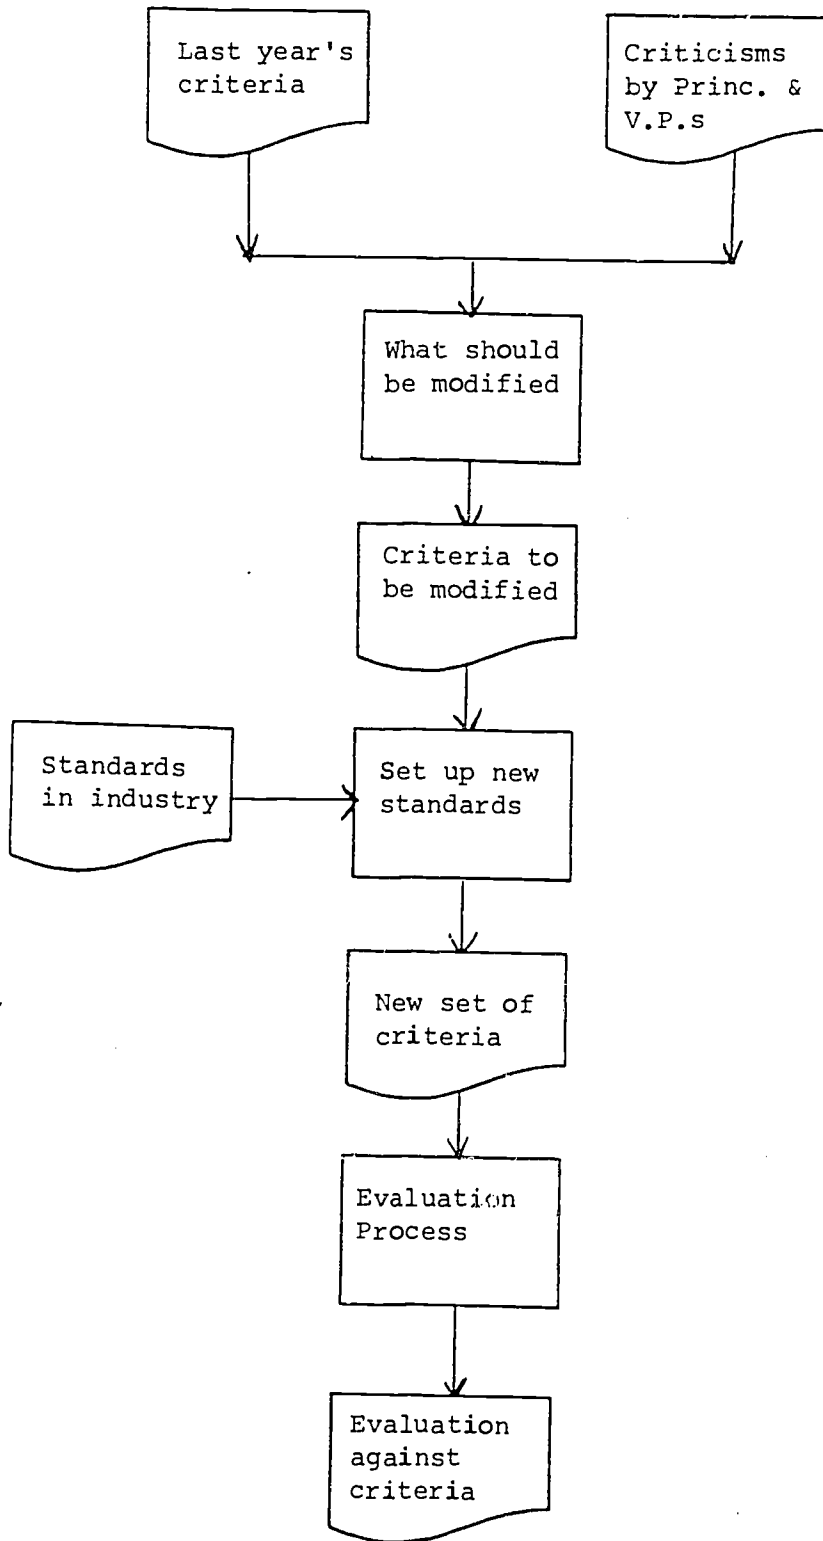 Last year's
criteria
Criticisms
by Princ. &
V.P.s
What should
be modified
Criteria to
be modified
Standards
in industry
Set up new
standards
New set of
criteria
Evaluation
Process
Evaluation
against
criteria